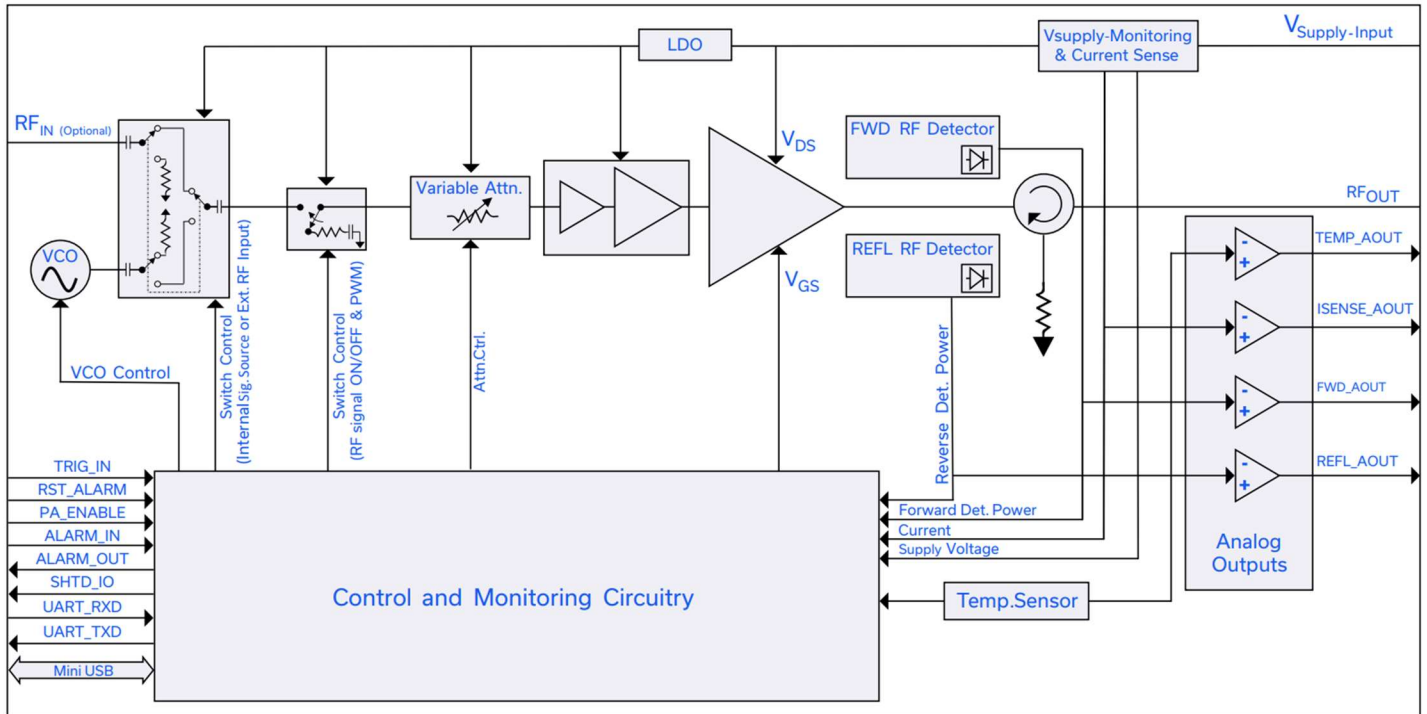 LDO
Vsupply-Monitoring
& Current Sense
VSupply-Input
RFIN (Optional)
VCO
Variable Attn.
VDS
VGS
FWD RF Detector
REFL RF Detector
RFOUT
TEMP_AOUT
ISENSE_AOUT
FWD_AOUT
REFL_AOUT
-
+
-
+
-
+
-
+
Analog
Outputs
VCO Control
Switch Control
(Internal Sig. Source or Ext. RF Input)
Switch Control
(RF signal ON/OFF & PWM)
Attn.Ctrl.
Reverse Det. Power
Forward Det. Power
Current
Supply Voltage
Temp.Sensor
TRIG_IN
RST_ALARM
PA_ENABLE
ALARM_IN
ALARM_OUT
SHTD_IO
UART_RXD
UART_TXD
Mini USB
Control and Monitoring Circuitry